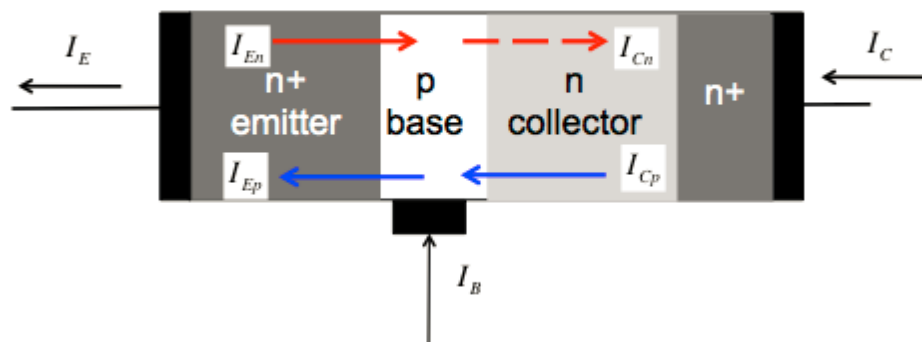 I_E
I_En
n+
emitter
I_Ep
p
base
n
collector
I_Cn
I_Cp
n+
I_C
I_B